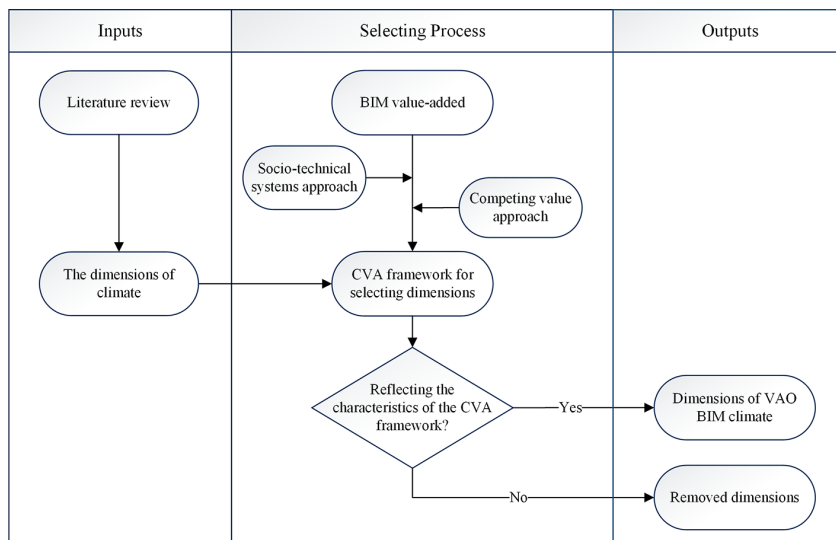 Inputs
Selecting Process
Outputs
Literature review
BIM value-added
Socio-technical
systems approach
Competing value
approach
The dimensions of
climate
CVA framework for
selecting dimensions
Reflecting the
characteristics of the CVA
framework?
Yes
Dimensions of VAO
BIM climate
No
Removed dimensions